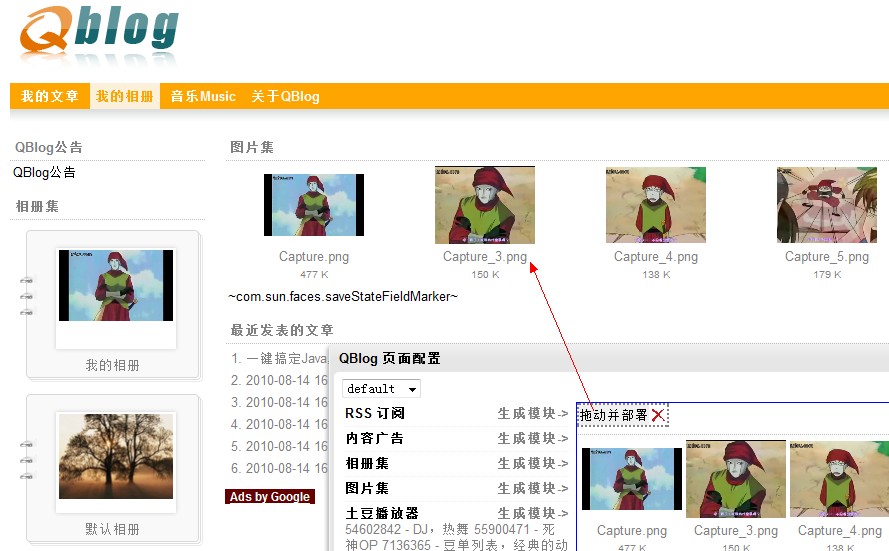 Qblog
我的文章 我的相册 音乐Music 关于QBlog
QBlog公告
QBlog公告
相册集
我的相册
默认相册
图片集
Capture.png Capture_3.png Capture_4.png Capture_5.png
477 K 150 K 138 K 179 K
~com.sun.faces.saveStateFieldMarker~
最近发表的文章
1. 一键搞定Java
2. 2010-08-14 16
3. 2010-08-14 16
4. 2010-08-14 16
5. 2010-08-14 16
6. 2010-08-14 16
Ads by Google
QBlog 页面配置
default
RSS 订阅 生成模块->
内容广告 生成模块->
相册集 生成模块->
图片集 生成模块->
土豆播放器 生成模块->
54602842 - DJ，热舞 55900471 - 死
神OP 7136365 - 豆单列表，经典的动
拖动并部署
Capture.png Capture_3.png Capture_4.png
477 K 150 K 138 K